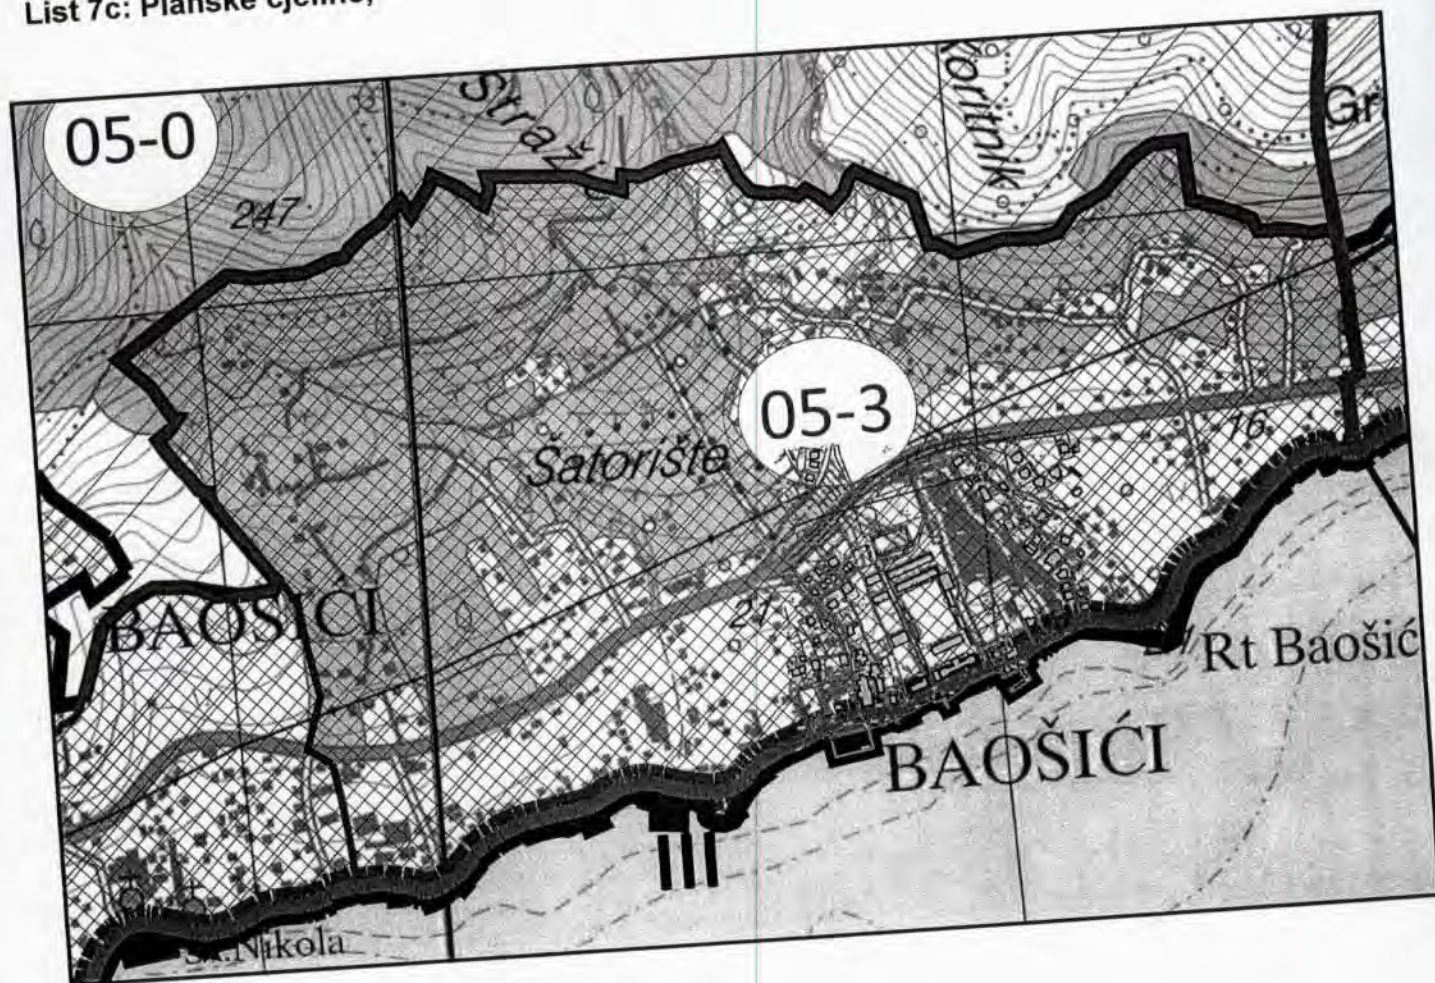 List 7c: Planske cjeline,
05-0
Straži
Koritnik
Gr
247
05-3
Šatorište
16
BAOŠIĆI
21
Rt Baošić
BAOŠIĆI
Sv.Nikola